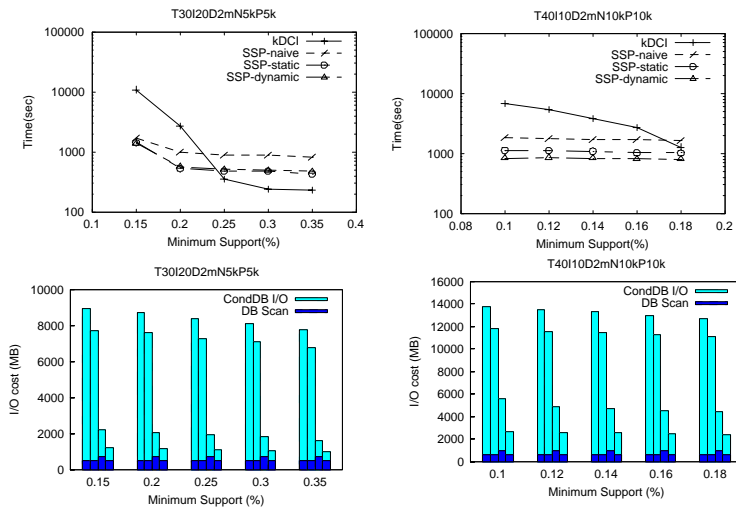 T30I20D2mN5kP5k
100000
10000
1000
100
0.1
0.15
0.2
0.25
0.3
0.35
0.4
Time(sec)
Minimum Support(%)
kDCI
SSP-naive
SSP-static
SSP-dynamic
T40I10D2mN10kP10k
100000
10000
1000
100
0.08
0.1
0.12
0.14
0.16
0.18
0.2
Time(sec)
Minimum Support(%)
kDCI
SSP-naive
SSP-static
SSP-dynamic
T30I20D2mN5kP5k
10000
8000
6000
4000
2000
0
0.15
0.2
0.25
0.3
0.35
I/O cost (MB)
Minimum Support (%)
CondDB I/O
DB Scan
T40I10D2mN10kP10k
16000
14000
12000
10000
8000
6000
4000
2000
0
0.1
0.12
0.14
0.16
0.18
I/O cost (MB)
Minimum Support (%)
CondDB I/O
DB Scan